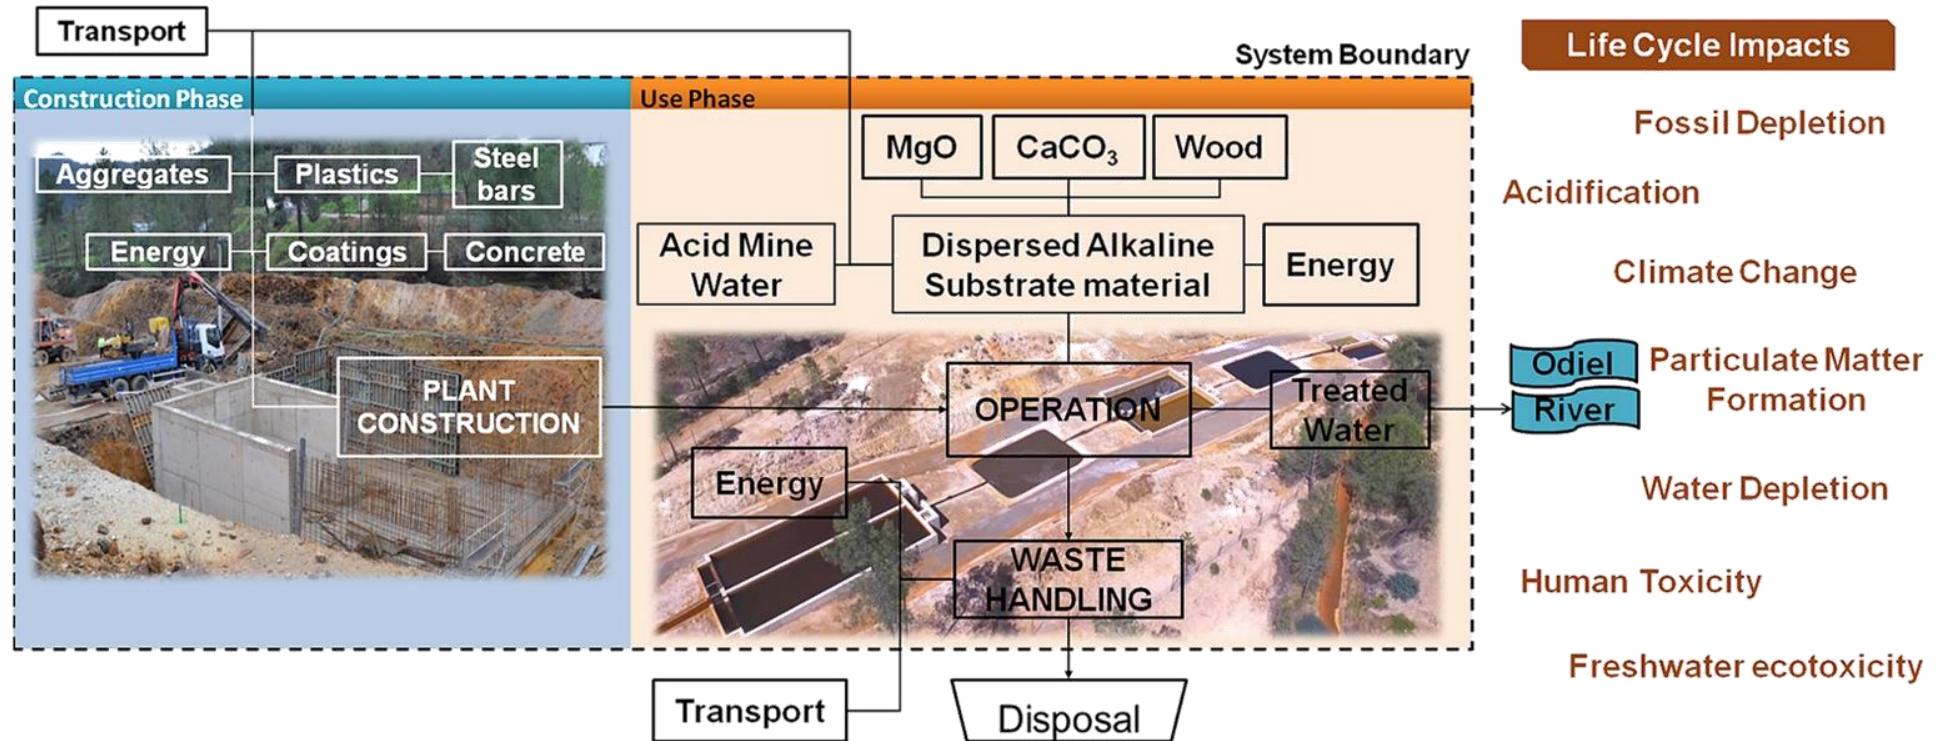 Transport
System Boundary
Life Cycle Impacts
Construction Phase
Use Phase
Aggregates
Plastics
Steel
bars
Energy
Coatings
Concrete
PLANT
CONSTRUCTION
MgO
CaCO₃
Wood
Acid Mine
Water
Dispersed Alkaline
Substrate material
Energy
OPERATION
Treated
Water
Energy
WASTE
HANDLING
Transport
Disposal
Odiel
River
Fossil Depletion
Acidification
Climate Change
Particulate Matter
Formation
Water Depletion
Human Toxicity
Freshwater ecotoxicity